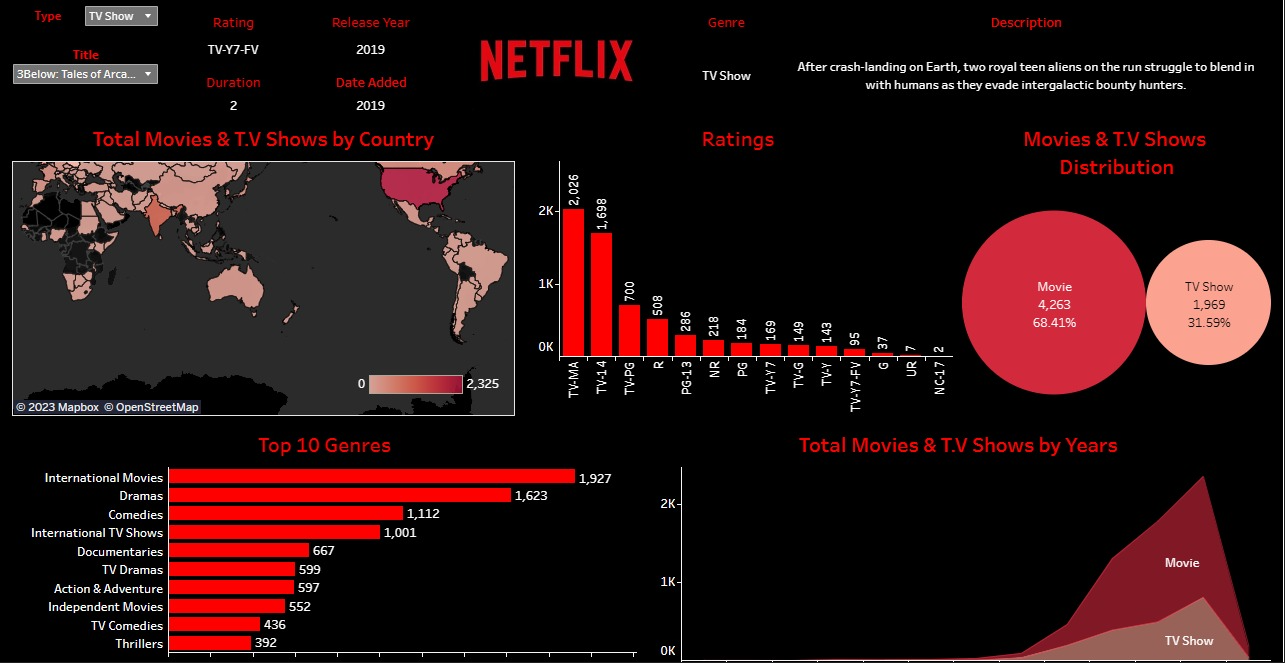 Type
TV Show
Title
3Below: Tales of Arca...
Rating
TV-Y7-FV
Duration
2
Release Year
2019
Date Added
2019
NETFLIX
Genre
TV Show
Description
After crash-landing on Earth, two royal teen aliens on the run struggle to blend in
with humans as they evade intergalactic bounty hunters.
Total Movies & T.V Shows by Country
0
2,325
© 2023 Mapbox © OpenStreetMap
Ratings
2K
1K
0K
2,026
1,698
700
508
286
218
184
169
149
143
95
37
7
2
TV-MA
TV-14
TV-PG
R
PG-13
NR
PG
TV-Y7
TV-G
TV-Y
TV-Y7-FV
G
UR
NC-17
Movies & T.V Shows
Distribution
Movie
4,263
68.41%
TV Show
1,969
31.59%
Top 10 Genres
International Movies 1,927
Dramas 1,623
Comedies 1,112
International TV Shows 1,001
Documentaries 667
TV Dramas 599
Action & Adventure 597
Independent Movies 552
TV Comedies 436
Thrillers 392
Total Movies & T.V Shows by Years
2K
1K
0K
Movie
TV Show